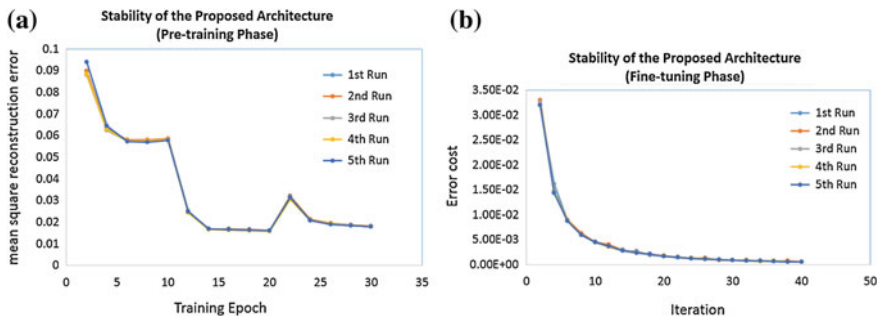 (a)
Stability of the Proposed Architecture
(Pre-training Phase)
mean square reconstruction error
0.1
0.09
0.08
0.07
0.06
0.05
0.04
0.03
0.02
0.01
0
0 5 10 15 20 25 30 35
Training Epoch
1st Run
2nd Run
3rd Run
4th Run
5th Run
(b)
Stability of the Proposed Architecture
(Fine-tuning Phase)
Error cost
3.50E-02
3.00E-02
2.50E-02
2.00E-02
1.50E-02
1.00E-02
5.00E-03
0.00E+00
0 10 20 30 40 50
Iteration
1st Run
2nd Run
3rd Run
4th Run
5th Run